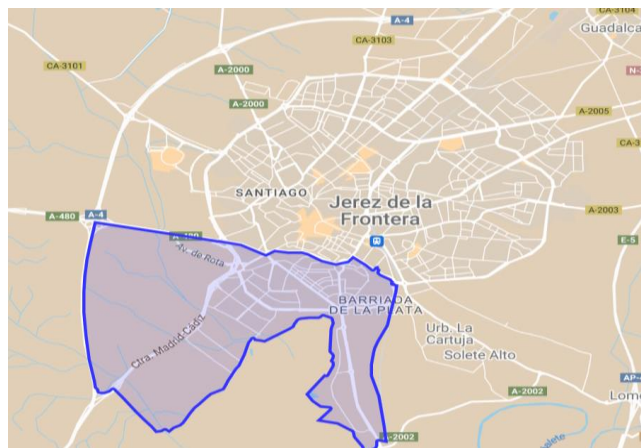 A-4
CA-3104
Guadalca
CA-3103
CA-3101
A-2000
N-
A-2000
A-2005
CA-3
SANTIAGO
Jerez de la
Frontera
A-480
A-4
A-2003
Av. de Rota
E-5
BARRIADA
DE LA PLATA
Urb. La
Cartuja
Solete Alto
Ctra. Madrid Cádiz
AP-4
A-2002
Lome
A-2002